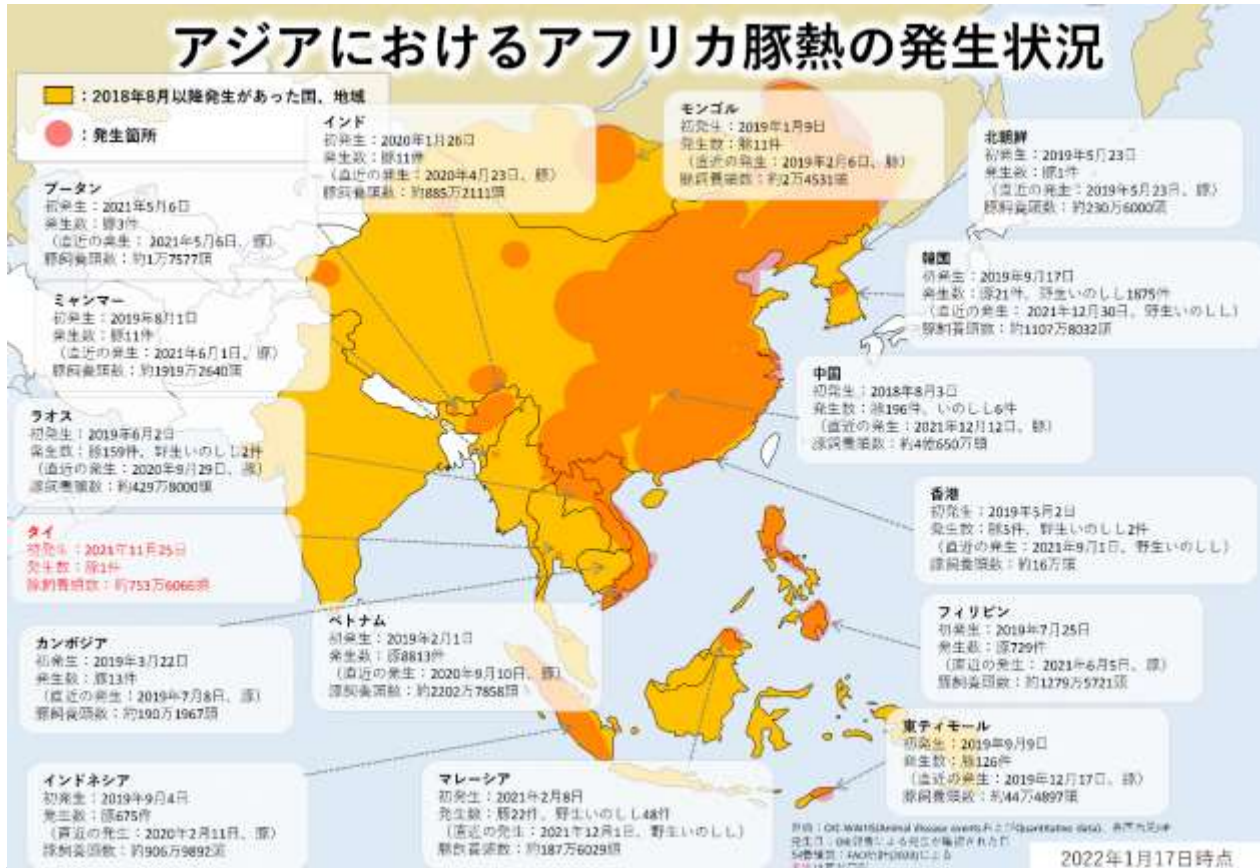 アジアにおけるアフリカ豚熱の発生状況
：2018年8月以降発生があった国、地域
：発生箇所
インド
初発生：2020年1月26日
発生数：豚11件
（直近の発生：2020年4月23日、豚）
豚飼養頭数：約885万2111頭
モンゴル
初発生：2019年1月9日
発生数：豚11件
（直近の発生：2019年2月6日、豚）
豚飼養頭数：約2万4531頭
北朝鮮
初発生：2019年5月23日
発生数：豚1件
（直近の発生：2019年5月23日、豚）
豚飼養頭数：約230万6000頭
ブータン
初発生：2021年5月6日
発生数：豚3件
（直近の発生：2021年5月6日、豚）
豚飼養頭数：約1万7577頭
韓国
初発生：2019年9月17日
発生数：豚21件、野生いのしし1875件
（直近の発生：2021年12月30日、野生いのしし）
豚飼養頭数：約1107万8032頭
ミャンマー
初発生：2019年8月1日
発生数：豚11件
（直近の発生：2021年6月1日、豚）
豚飼養頭数：約1919万2640頭
中国
初発生：2018年8月3日
発生数：豚196件、いのしし6件
（直近の発生：2021年12月12日、豚）
豚飼養頭数：約4億650万頭
ラオス
初発生：2019年6月2日
発生数：豚159件、野生いのしし2件
（直近の発生：2020年9月29日、豚）
豚飼養頭数：約429万8000頭
香港
初発生：2019年5月2日
発生数：豚5件、野生いのしし2件
（直近の発生：2021年9月1日、野生いのしし）
豚飼養頭数：約16万頭
タイ
初発生：2021年11月25日
発生数：豚1件
豚飼養頭数：約753万6066頭
フィリピン
初発生：2019年7月25日
発生数：豚729件
（直近の発生：2021年6月5日、豚）
豚飼養頭数：約1279万5721頭
カンボジア
初発生：2019年3月22日
発生数：豚13件
（直近の発生：2019年7月8日、豚）
豚飼養頭数：約190万1967頭
ベトナム
初発生：2019年2月1日
発生数：豚8813件
（直近の発生：2020年9月10日、豚）
豚飼養頭数：約2202万7858頭
東ティモール
初発生：2019年9月9日
発生数：豚126件
（直近の発生：2019年12月17日、豚）
豚飼養頭数：約44万4897頭
インドネシア
初発生：2019年9月4日
発生数：豚675件
（直近の発生：2020年2月11日、豚）
豚飼養頭数：約906万9892頭
マレーシア
初発生：2021年2月8日
発生数：豚22件、野生いのしし48件
（直近の発生：2021年12月1日、野生いのしし）
豚飼養頭数：約187万6029頭
OIE-WAHIS(Animal disease events および Quantitative data)、
2022年1月17日時点